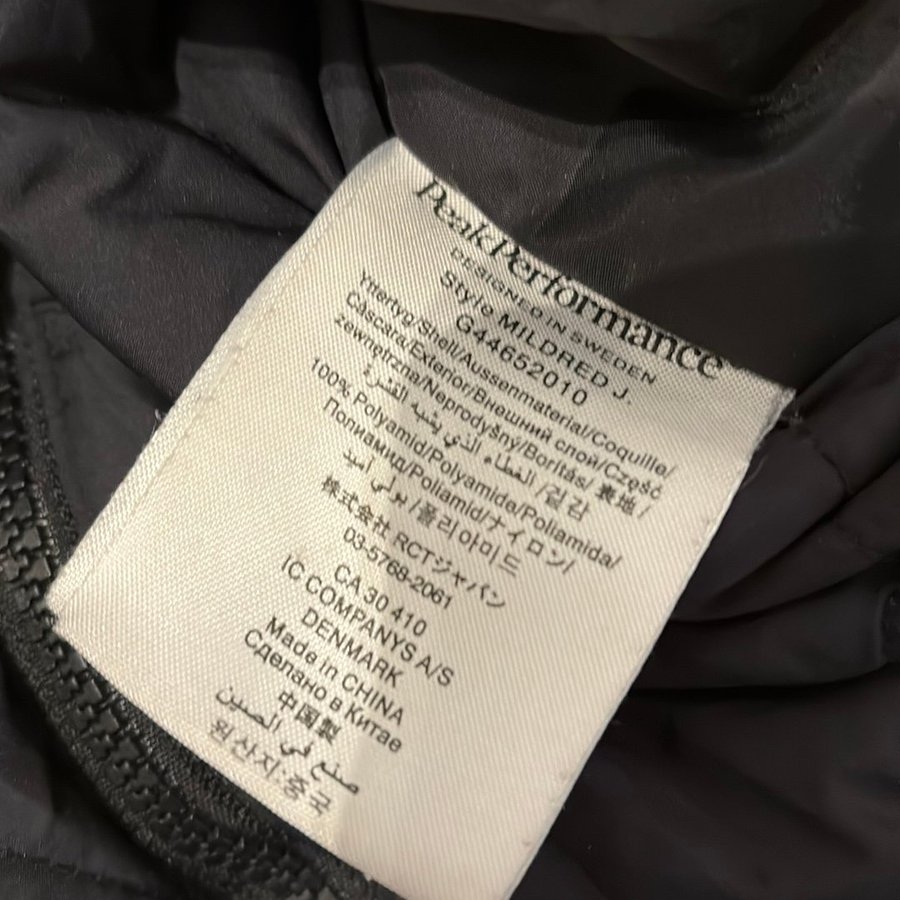 PeakPerformance
DESIGNED IN SWEDEN
Style MILDRED J.
G44652010
Yttertyg/Shell/Aussenmaterial/Coquille/
Cáscara/Exterior/Внешний слой/Część
zewnętrzna/Neprodyšný/Borítás/ 表地 /
الغطاء الذي يشبه القشرة /겉감
100% Polyamid/Polyamide/Poliamida/
Полиамид/Poliamid/ナイロン/
بولي أميد /폴리아미드
株式会社 RCTジャパン
03-5768-2061
CA 30 410
IC COMPANYS A/S
DENMARK
Made in CHINA
Сделано в Китае
中国製
صنع في الصين
원산지:중국